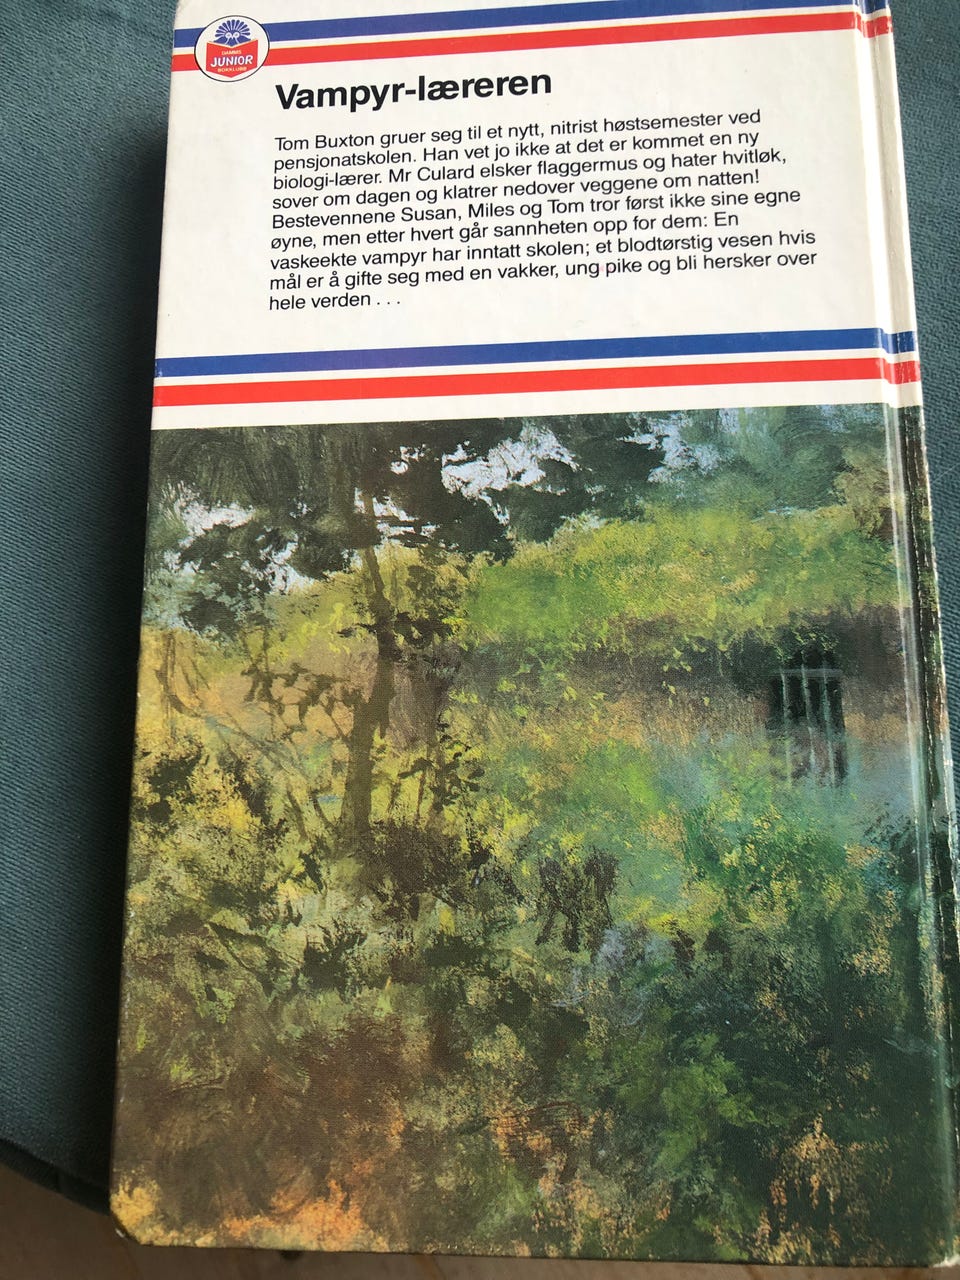 DAMMS
JUNIOR
BOKKLUBB
Vampyr-læreren
Tom Buxton gruer seg til et nytt, nitrist høstsemester ved
pensjonatskolen. Han vet jo ikke at det er kommet en ny
biologi-lærer. Mr Culard elsker flaggermus og hater hvitløk,
sover om dagen og klatrer nedover veggene om natten!
Bestevennene Susan, Miles og Tom tror først ikke sine egne
øyne, men etter hvert går sannheten opp for dem: En
vaskeekte vampyr har inntatt skolen; et blodtørstig vesen hvis
mål er å gifte seg med en vakker, ung pike og bli hersker over
hele verden . . .